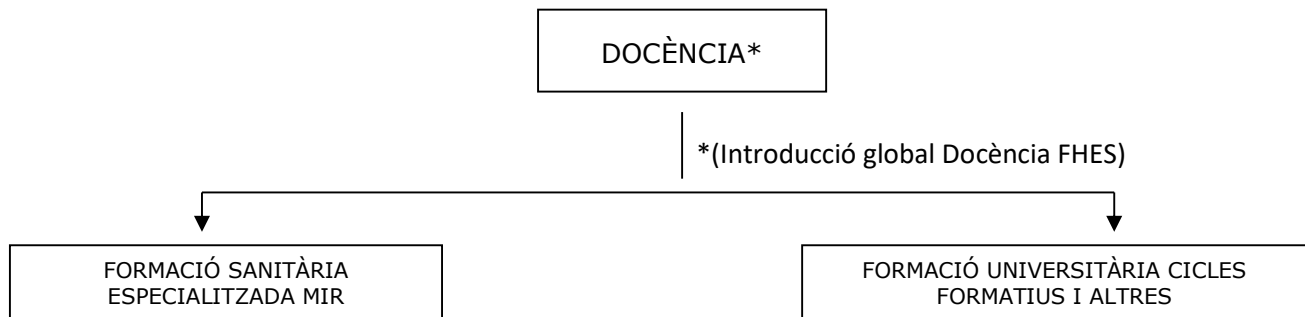 DOCÈNCIA*
*(Introducció global Docència FHES)
FORMACIÓ SANITÀRIA
ESPECIALITZADA MIR
FORMACIÓ UNIVERSITÀRIA CICLES
FORMATIUS I ALTRES